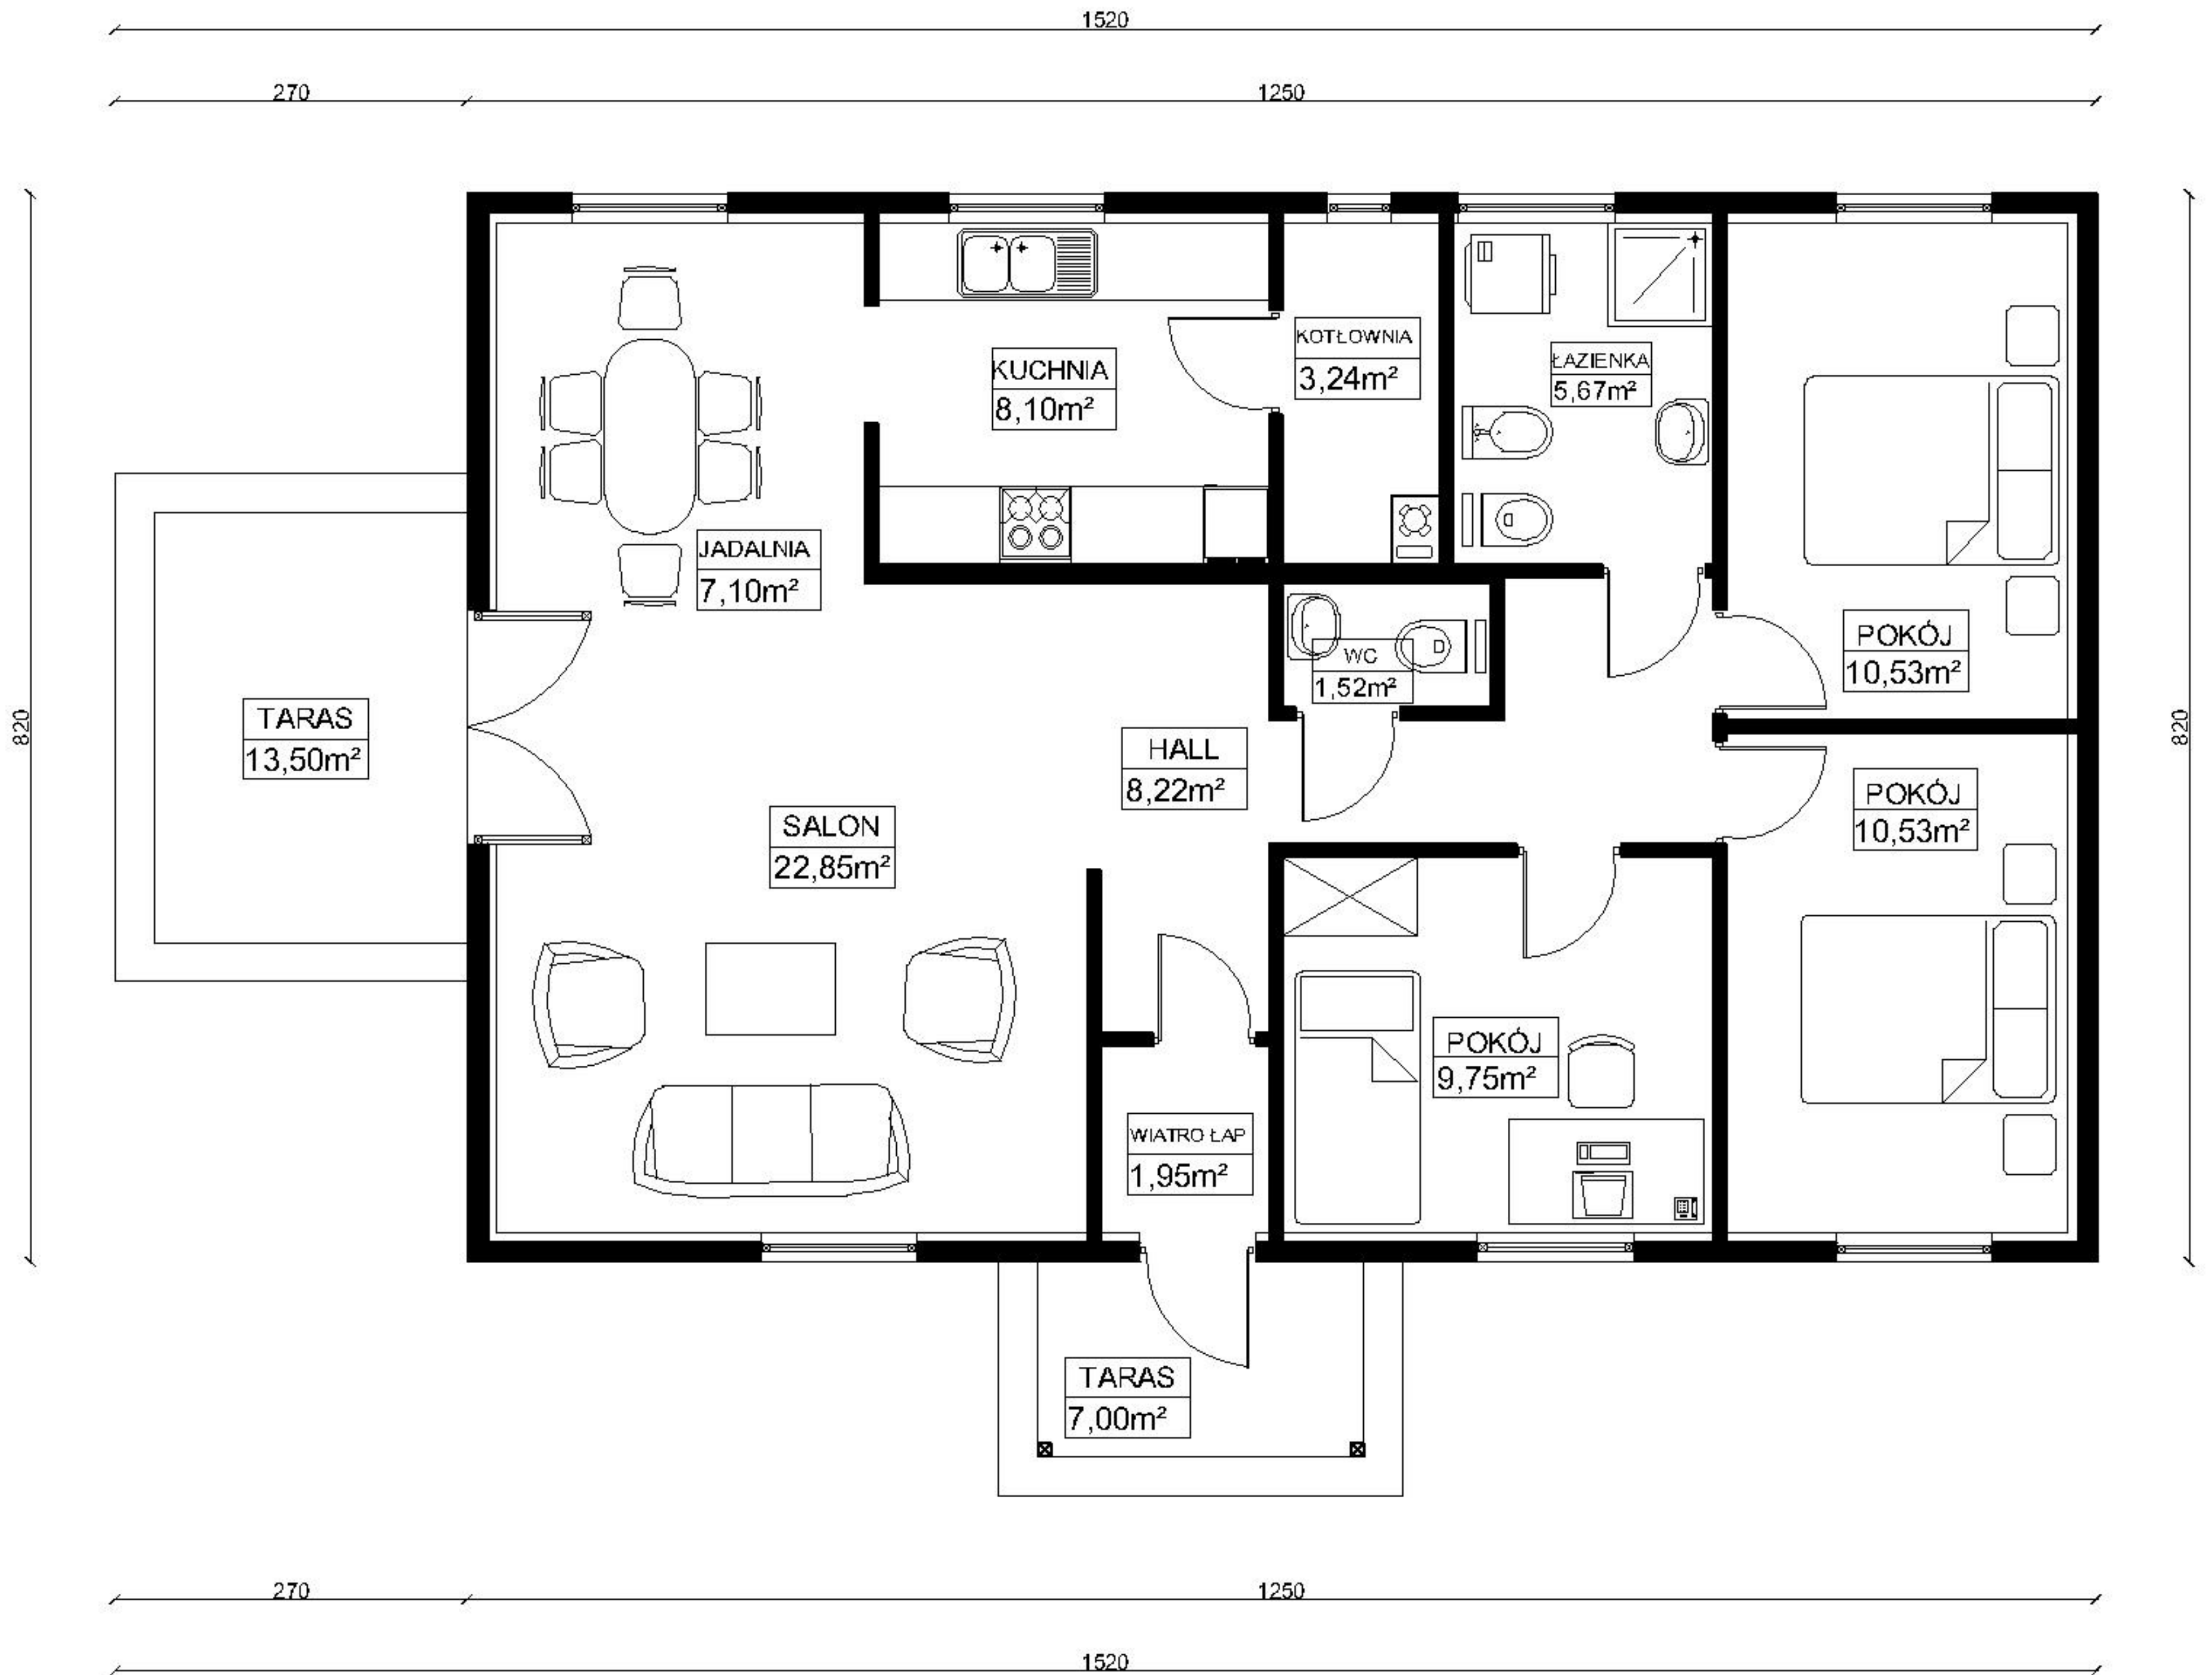 1520
270
1250
KOTŁOWNIA
3,24m²
KUCHNIA
8,10m²
ŁAZIENKA
5,67m²
JADALNIA
7,10m²
POKÓJ
10,53m²
WC
1,52m²
TARAS
13,50m²
820
820
HALL
8,22m²
POKÓJ
10,53m²
SALON
22,85m²
POKÓJ
9,75m²
WIATRO ŁAP
1,95m²
TARAS
7,00m²
270
1250
1520